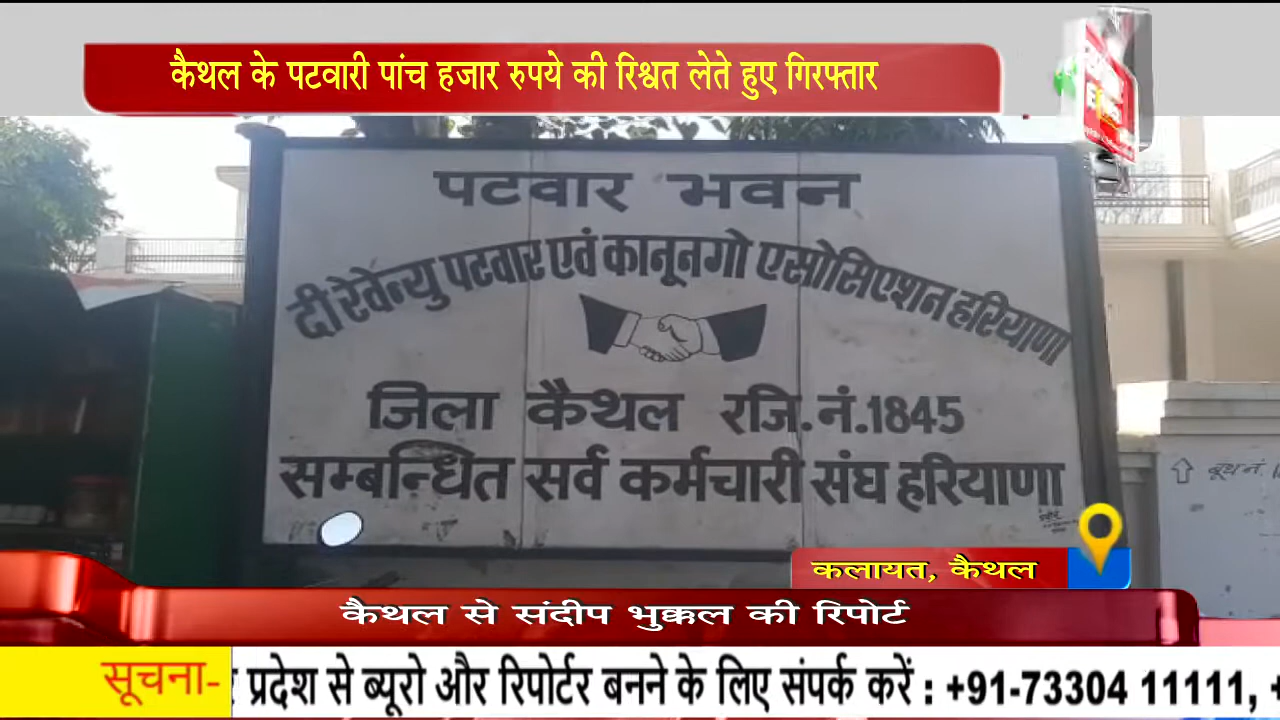 कैथल के पटवारी पांच हजार रुपये की रिश्वत लेते हुए गिरफ्तार
पटवार भवन
दी रेवेन्यु पटवार एवं कानूनगो एसोसिएशन हरियाणा
जिला कैथल रजि.नं.1845
सम्बन्धित सर्व कर्मचारी संघ हरियाणा
बूथ नं.
कलायत, कैथल
कैथल से संदीप भुक्कल की रिपोर्ट
सूचना- प्रदेश से ब्यूरो और रिपोर्टर बनने के लिए संपर्क करें : +91-73304 11111,